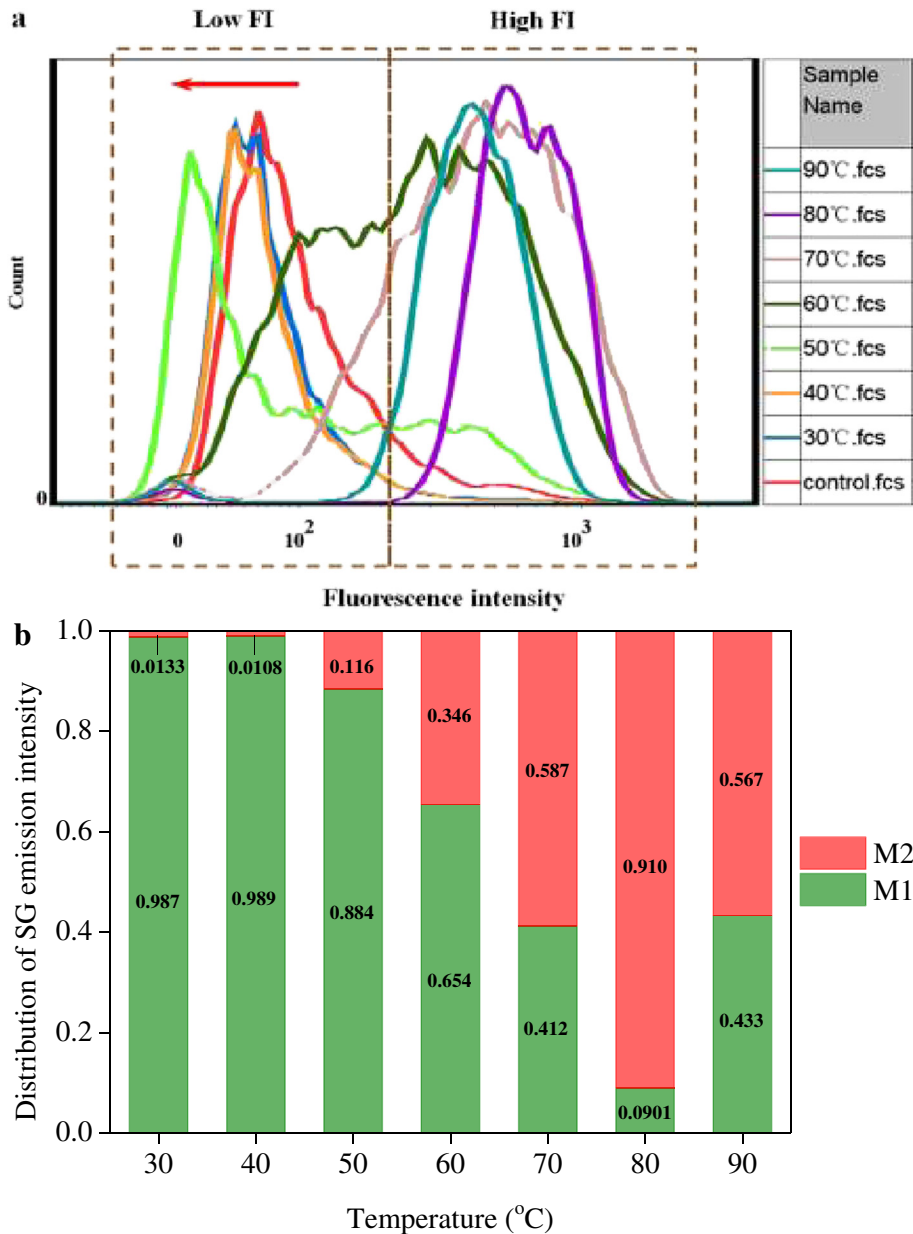 a
Low FI
High FI
Sample
Name
90℃.fcs
80℃.fcs
70℃.fcs
60℃.fcs
50℃.fcs
40℃.fcs
30℃.fcs
control.fcs
Count
0
0
10²
10³
Fluorescence intensity
b
Distribution of SG emission intensity
1.0
0.8
0.6
0.4
0.2
0.0
0.0133
0.0108
0.116
0.346
0.587
0.910
0.567
0.987
0.989
0.884
0.654
0.412
0.0901
0.433
M2
M1
30
40
50
60
70
80
90
Temperature (°C)